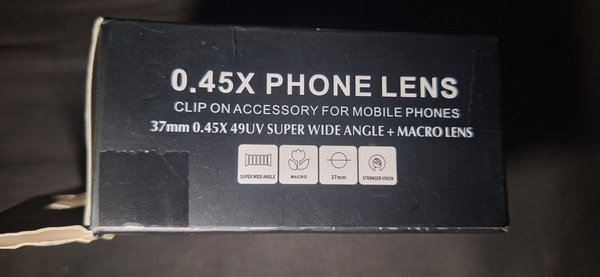 0.45X PHONE LENS
CLIP ON ACCESSORY FOR MOBILE PHONES
37mm 0.45X 49UV SUPER WIDE ANGLE + MACRO LENS
SUPER WIDE ANGLE MACRO 37mm STRONGER VISION